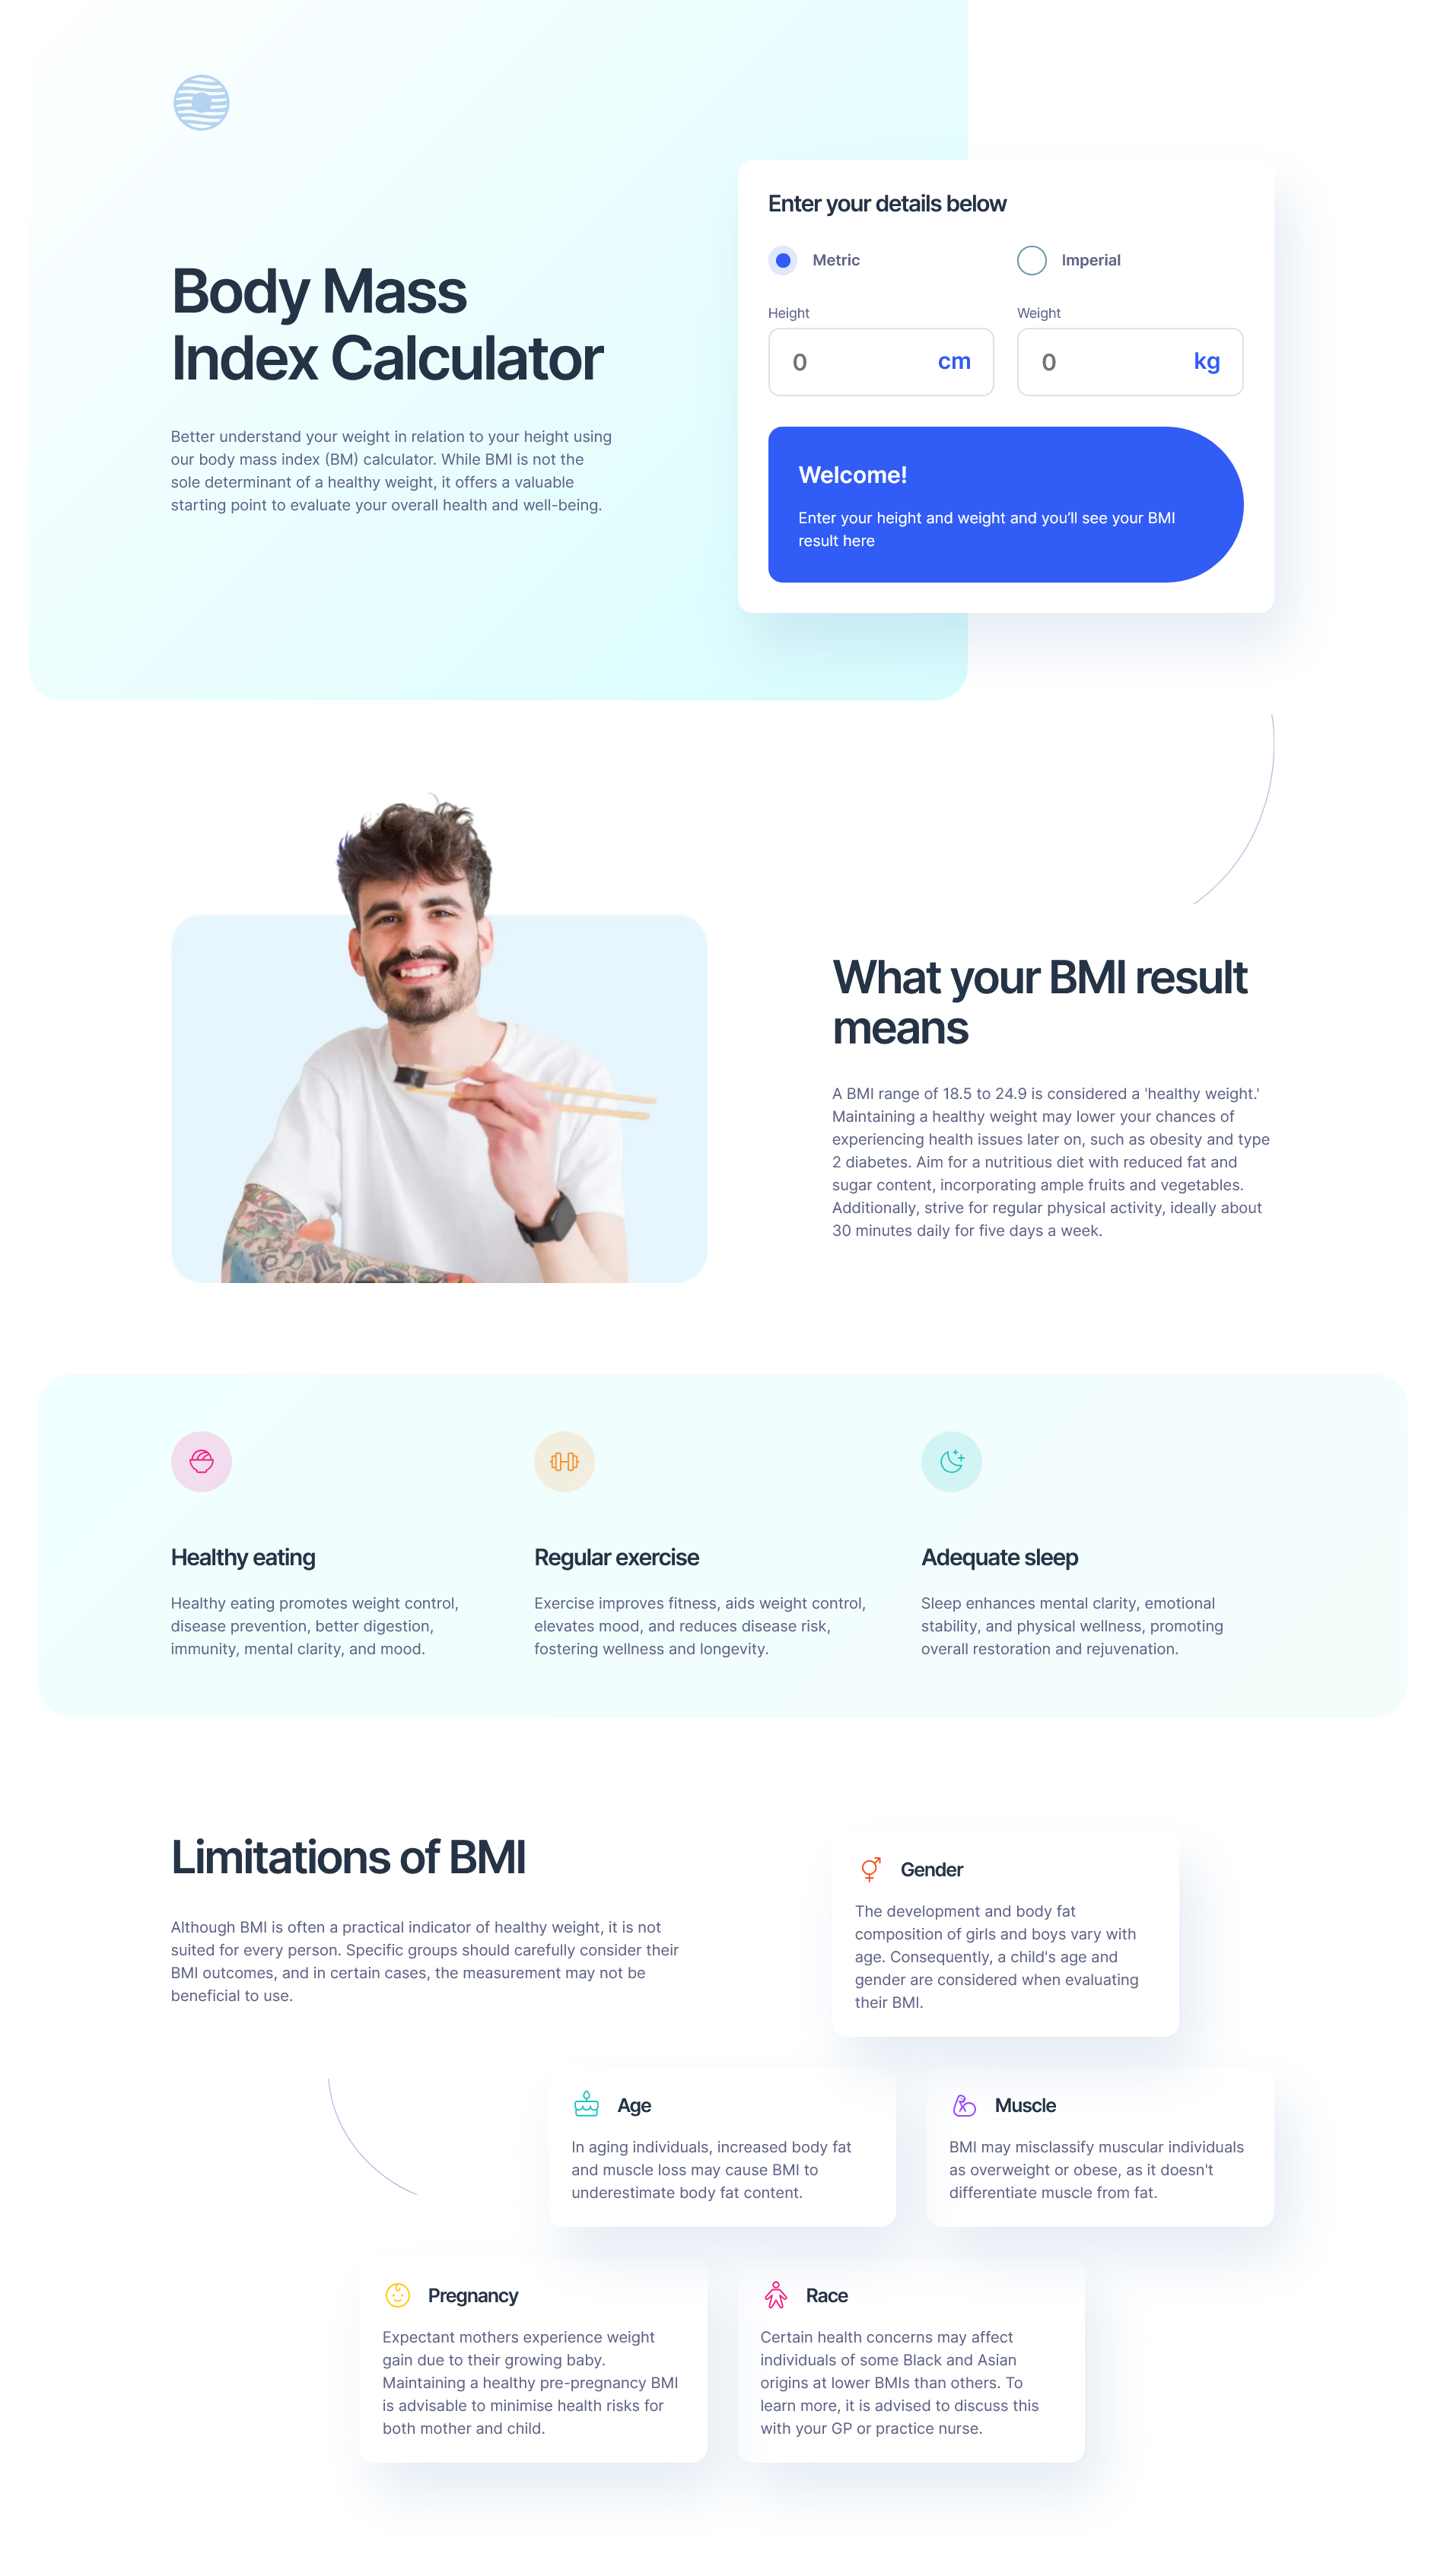 Body Mass
Index Calculator
Better understand your weight in relation to your height using
our body mass index (BM) calculator. While BMI is not the
sole determinant of a healthy weight, it offers a valuable
starting point to evaluate your overall health and well-being.
Enter your details below
Metric
Imperial
Height
Weight
0 cm
0 kg
Welcome!
Enter your height and weight and you’ll see your BMI
result here
What your BMI result
means
A BMI range of 18.5 to 24.9 is considered a 'healthy weight.'
Maintaining a healthy weight may lower your chances of
experiencing health issues later on, such as obesity and type
2 diabetes. Aim for a nutritious diet with reduced fat and
sugar content, incorporating ample fruits and vegetables.
Additionally, strive for regular physical activity, ideally about
30 minutes daily for five days a week.
Healthy eating
Healthy eating promotes weight control,
disease prevention, better digestion,
immunity, mental clarity, and mood.
Regular exercise
Exercise improves fitness, aids weight control,
elevates mood, and reduces disease risk,
fostering wellness and longevity.
Adequate sleep
Sleep enhances mental clarity, emotional
stability, and physical wellness, promoting
overall restoration and rejuvenation.
Limitations of BMI
Although BMI is often a practical indicator of healthy weight, it is not
suited for every person. Specific groups should carefully consider their
BMI outcomes, and in certain cases, the measurement may not be
beneficial to use.
Gender
The development and body fat
composition of girls and boys vary with
age. Consequently, a child's age and
gender are considered when evaluating
their BMI.
Age
In aging individuals, increased body fat
and muscle loss may cause BMI to
underestimate body fat content.
Muscle
BMI may misclassify muscular individuals
as overweight or obese, as it doesn't
differentiate muscle from fat.
Pregnancy
Expectant mothers experience weight
gain due to their growing baby.
Maintaining a healthy pre-pregnancy BMI
is advisable to minimise health risks for
both mother and child.
Race
Certain health concerns may affect
individuals of some Black and Asian
origins at lower BMIs than others. To
learn more, it is advised to discuss this
with your GP or practice nurse.